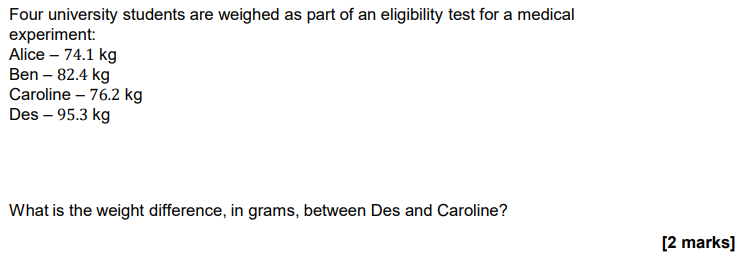 Four university students are weighed as part of an eligibility test for a medical
experiment:
Alice – 74.1 kg
Ben – 82.4 kg
Caroline – 76.2 kg
Des – 95.3 kg
What is the weight difference, in grams, between Des and Caroline?
[2 marks]